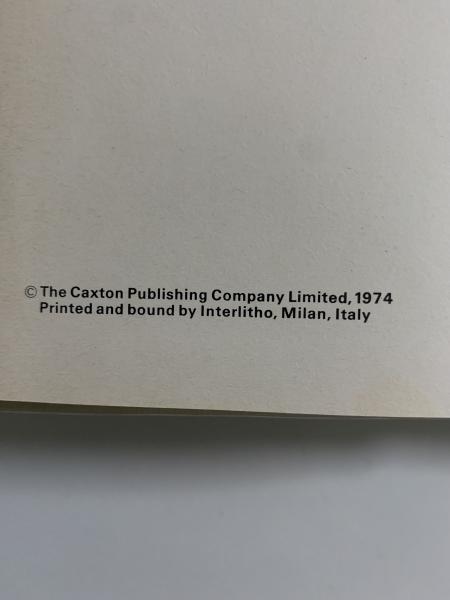 © The Caxton Publishing Company Limited, 1974
Printed and bound by Interlitho, Milan, Italy